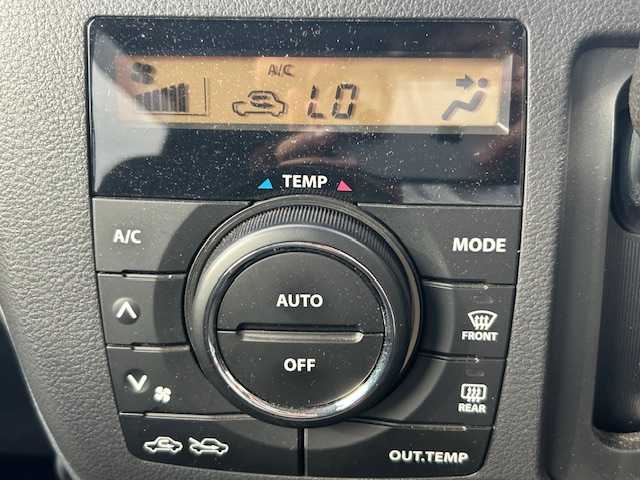 A/C
LO
TEMP
A/C
MODE
AUTO
OFF
FRONT
REAR
OUT.TEMP